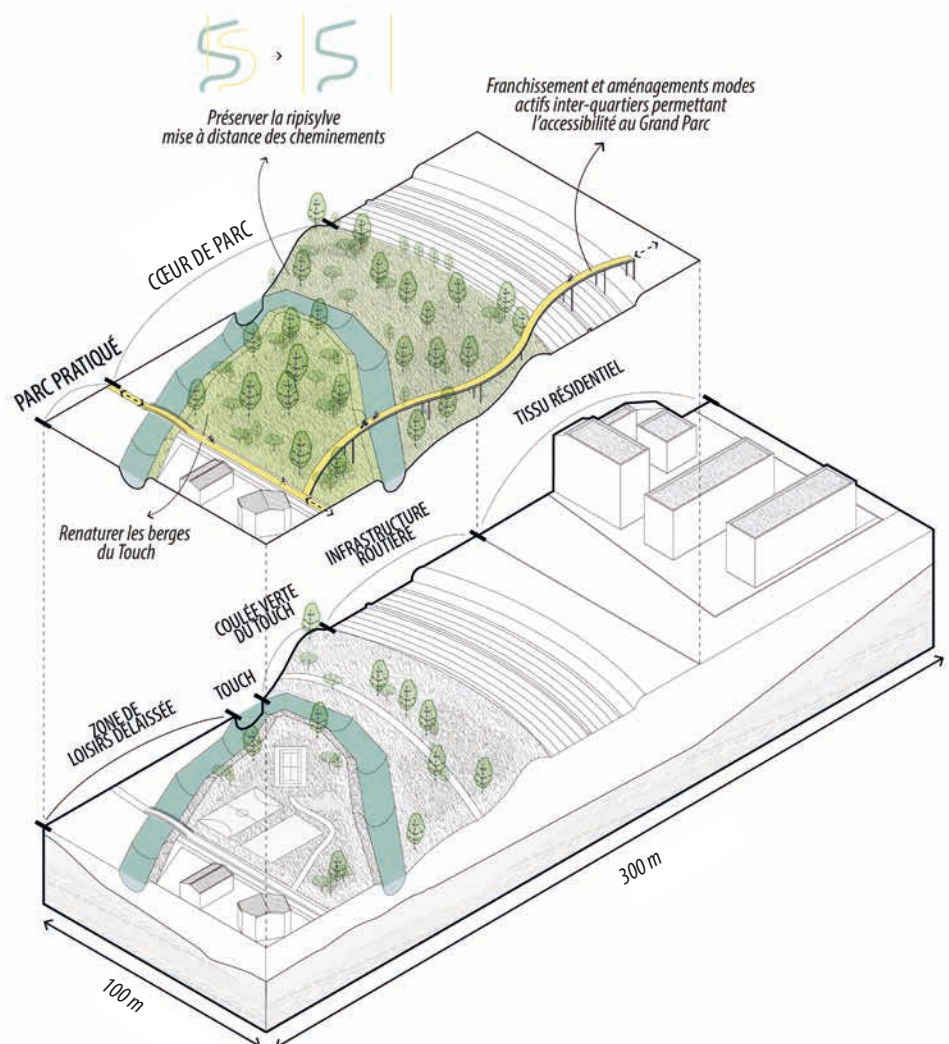 Préserver la ripisylve
mise à distance des cheminements
Franchissement et aménagements modes
actifs inter-quartiers permettant
l'accessibilité au Grand Parc
CŒUR DE PARC
PARC PRATIQUÉ
Renaturer les berges
du Touch
TISSU RÉSIDENTIEL
INFRASTRUCTURE
ROUTIÈRE
COULÉE VERTE
DU TOUCH
TOUCH
ZONE DE
LOISIRS DÉLAISSÉE
300 m
100 m